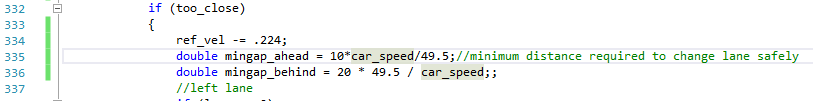 332 if (too_close)
333 {
334 ref_vel -= .224;
335 double mingap_ahead = 10*car_speed/49.5;//minimum distance required to change lane safely
336 double mingap_behind = 20 * 49.5 / car_speed;;
337 //left lane